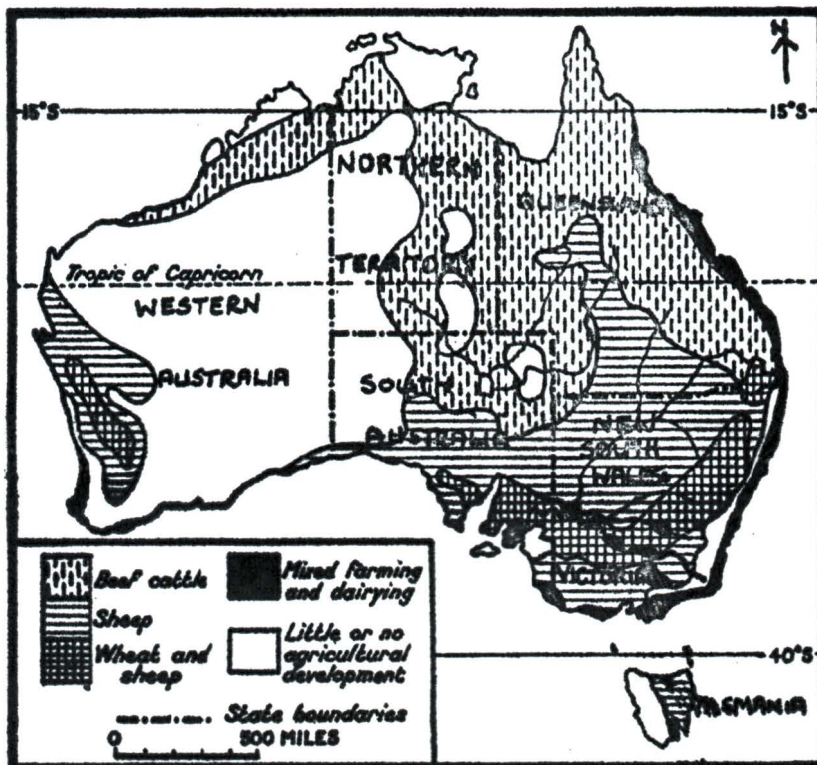 N
15°S
15°S
NORTHERN
QUEENSLAND
Tropic of Capricorn
TERRITORY
WESTERN
AUSTRALIA
SOUTH
AUSTRALIA
NEW
SOUTH
WALES
VICTORIA
Beef cattle
Mixed farming
and dairying
Sheep
Wheat and
sheep
Little or no
agricultural
development
State boundaries
0 500 MILES
40°S
TASMANIA